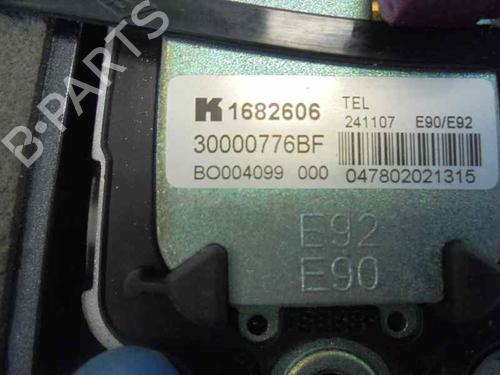 B-PARTS
K 1682606 TEL
241107 E90/E92
30000776BF
BO004099 000 047802021315
E92
E90